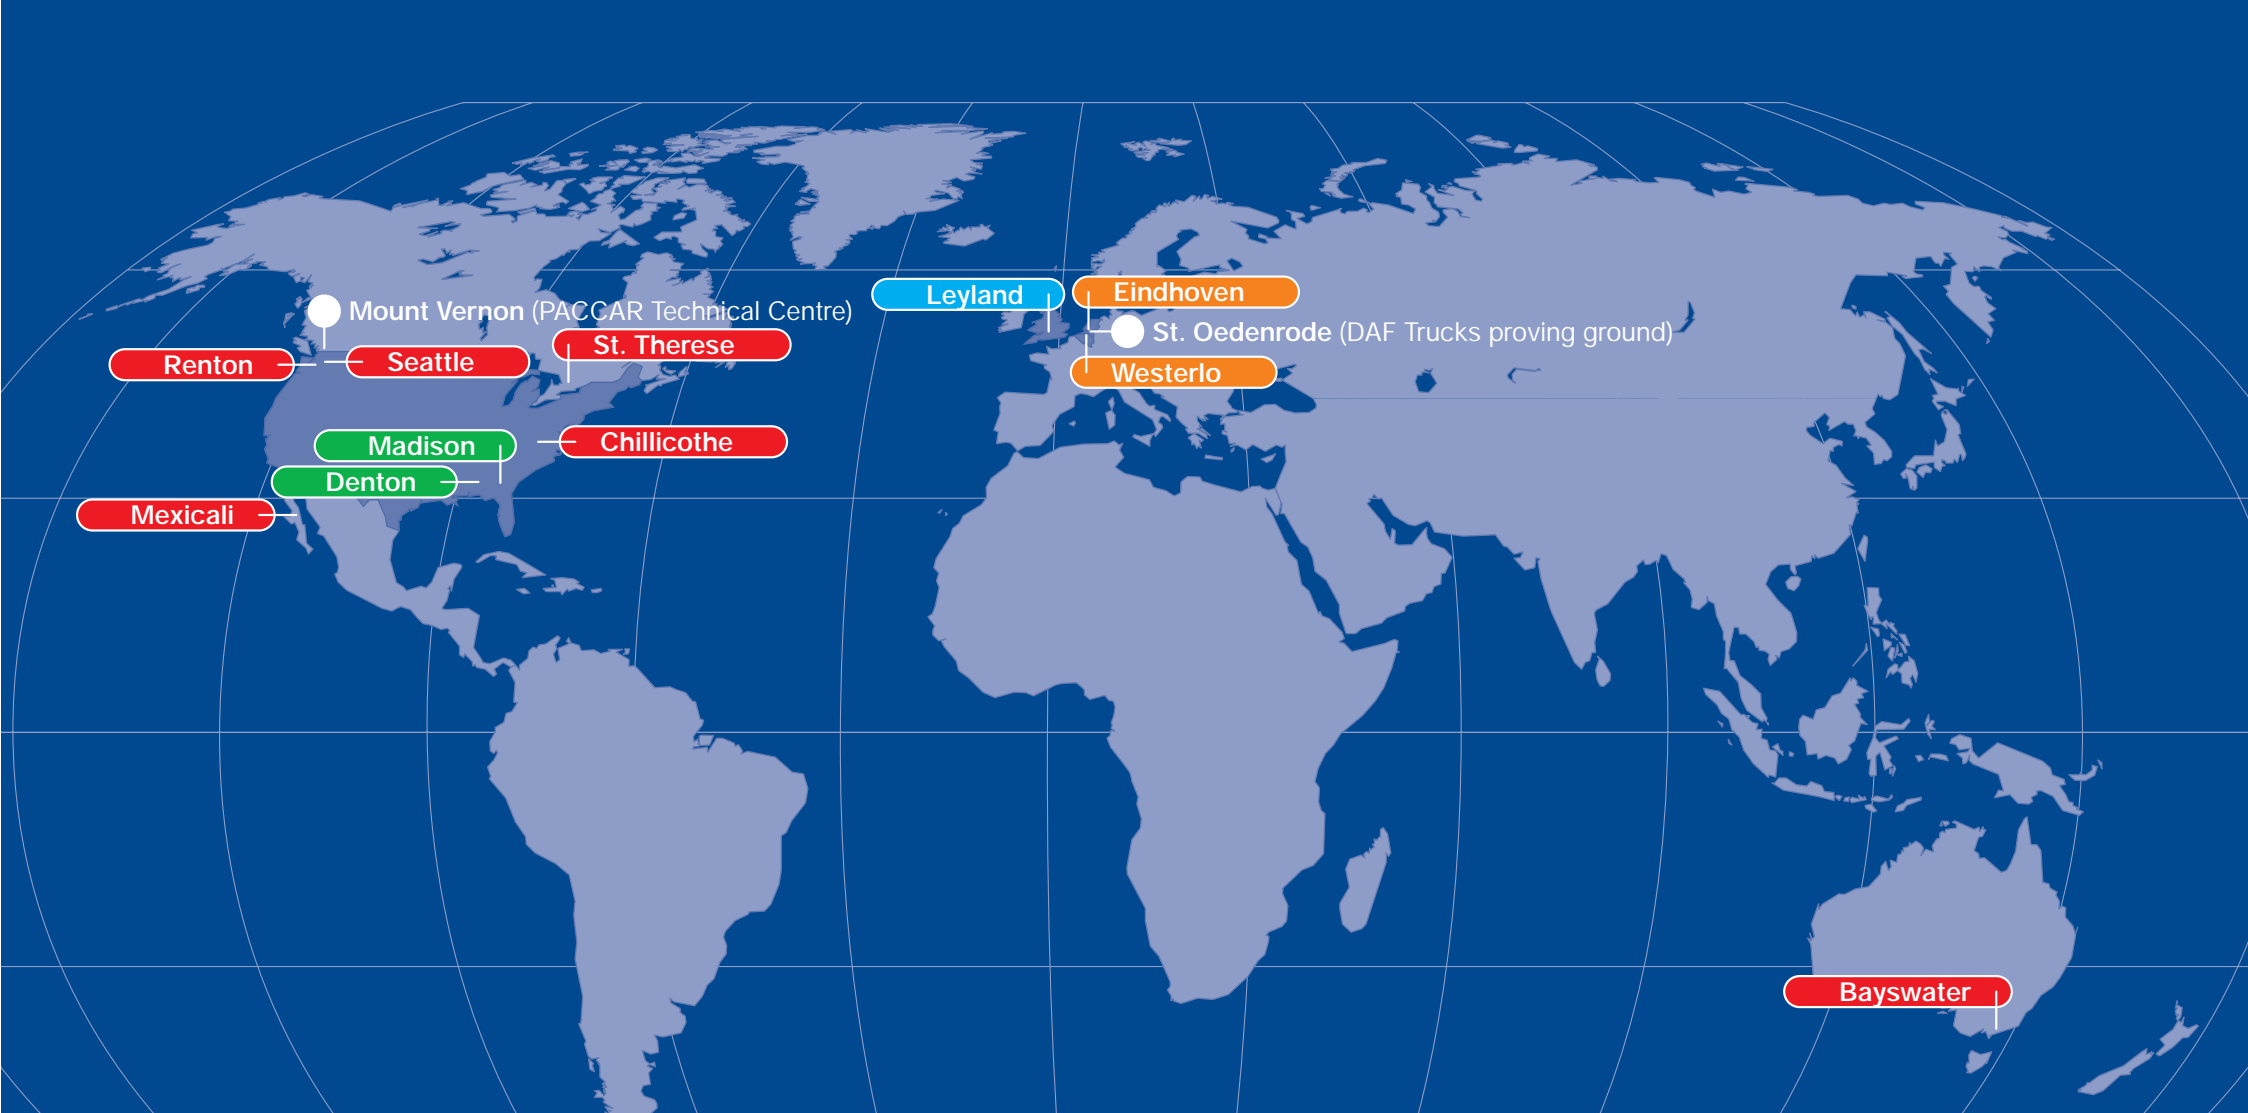 Leyland
Eindhoven
Mount Vernon (PACCAR Technical Centre)
St. Oedenrode (DAF Trucks proving ground)
St. Therese
Renton
Seattle
Westerlo
Madison
Chillicothe
Denton
Mexicali
Bayswater